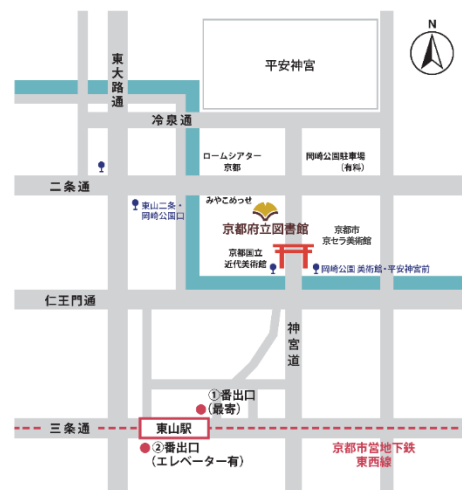 N
平安神宮
東大路通
冷泉通
ロームシアター
京都
岡崎公園駐車場
(有料)
二条通
東山二条・
岡崎公園口
みやこめっせ
京都府立図書館
京都市
京セラ美術館
京都国立
近代美術館
岡崎公園 美術館・平安神宮前
仁王門通
神宮道
①番出口
(最寄)
三条通
東山駅
②番出口
(エレベーター有)
京都市営地下鉄
東西線